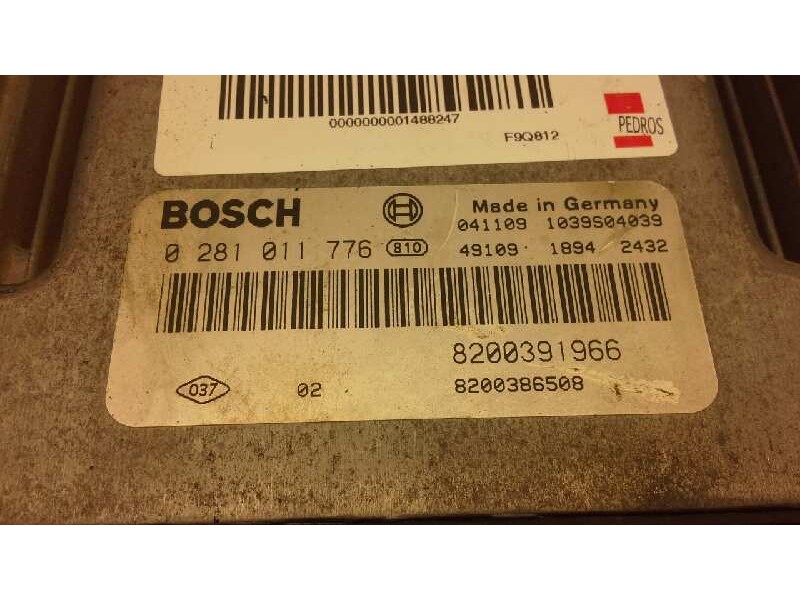 0000000001488247
F9Q812
PEDROS
BOSCH
Made in Germany
041109 1039S04039
0 281 011 776 810
49109 1894 2432
8200391966
037 02
8200386508